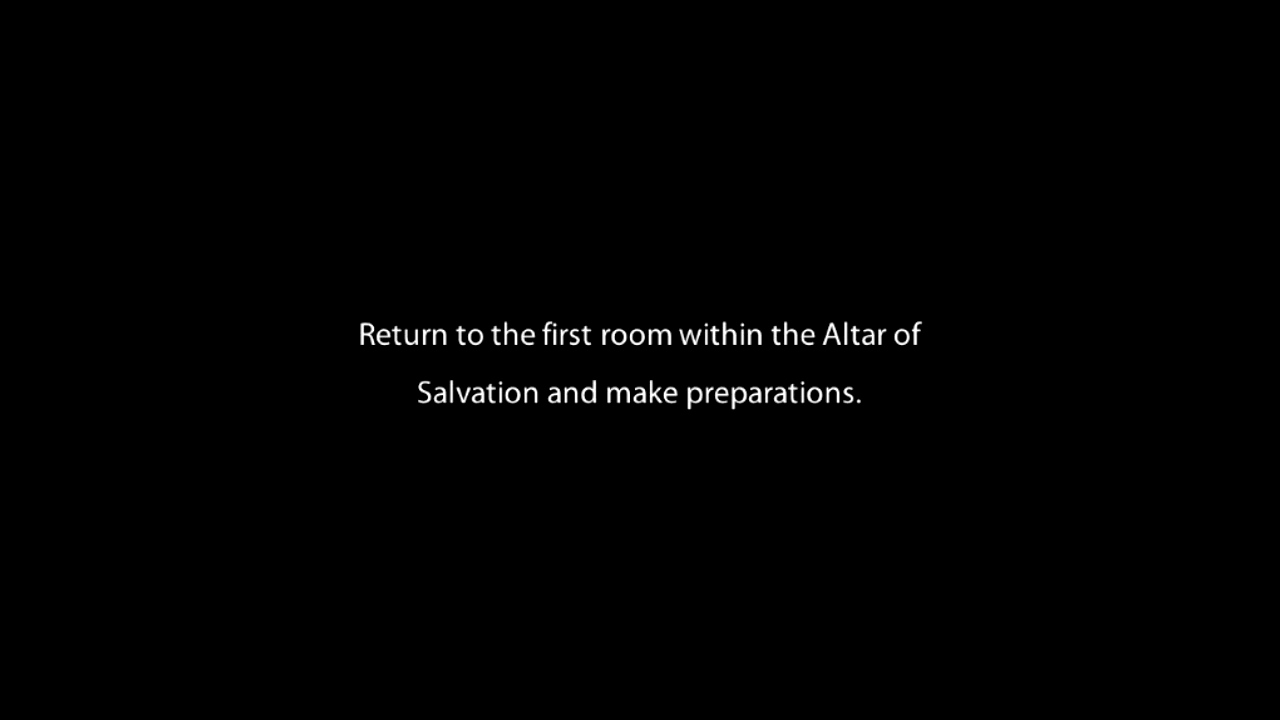 Return to the first room within the Altar of
Salvation and make preparations.